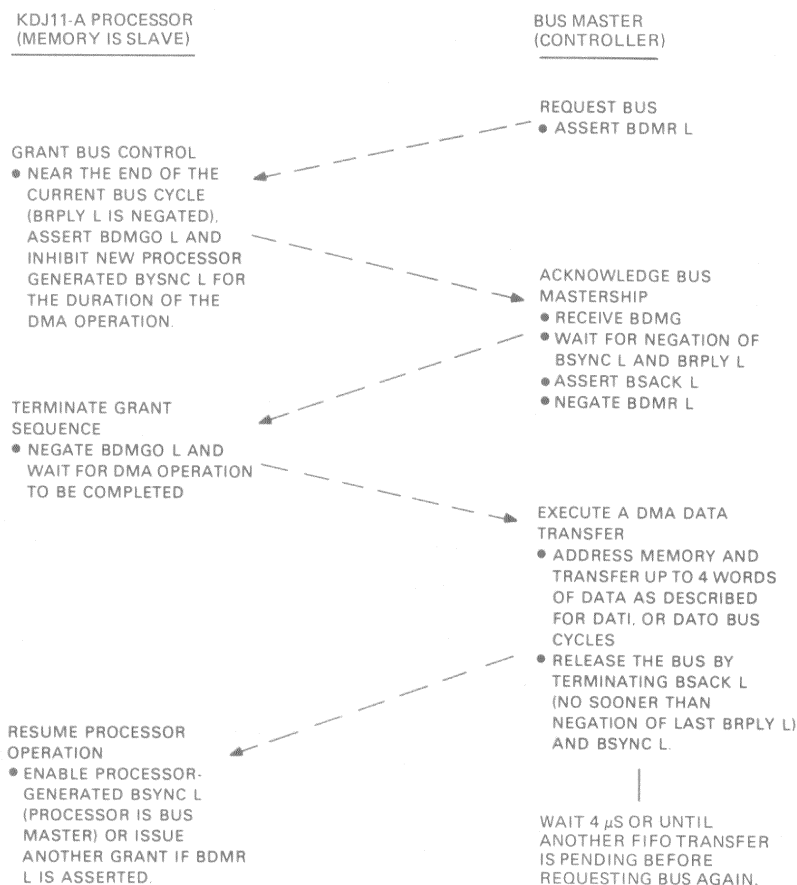 KDJ11-A PROCESSOR
(MEMORY IS SLAVE)
BUS MASTER
(CONTROLLER)
REQUEST BUS
● ASSERT BDMR L
GRANT BUS CONTROL
● NEAR THE END OF THE
CURRENT BUS CYCLE
(BRPLY L IS NEGATED),
ASSERT BDMGO L AND
INHIBIT NEW PROCESSOR
GENERATED BYSNC L FOR
THE DURATION OF THE
DMA OPERATION.
ACKNOWLEDGE BUS
MASTERSHIP
● RECEIVE BDMG
● WAIT FOR NEGATION OF
BSYNC L AND BRPLY L
● ASSERT BSACK L
● NEGATE BDMR L
TERMINATE GRANT
SEQUENCE
● NEGATE BDMGO L AND
WAIT FOR DMA OPERATION
TO BE COMPLETED
EXECUTE A DMA DATA
TRANSFER
● ADDRESS MEMORY AND
TRANSFER UP TO 4 WORDS
OF DATA AS DESCRIBED
FOR DATI, OR DATO BUS
CYCLES
● RELEASE THE BUS BY
TERMINATING BSACK L
(NO SOONER THAN
NEGATION OF LAST BRPLY L)
AND BSYNC L.
RESUME PROCESSOR
OPERATION
● ENABLE PROCESSOR-
GENERATED BSYNC L
(PROCESSOR IS BUS
MASTER) OR ISSUE
ANOTHER GRANT IF BDMR
L IS ASSERTED.
WAIT 4 µS OR UNTIL
ANOTHER FIFO TRANSFER
IS PENDING BEFORE
REQUESTING BUS AGAIN.